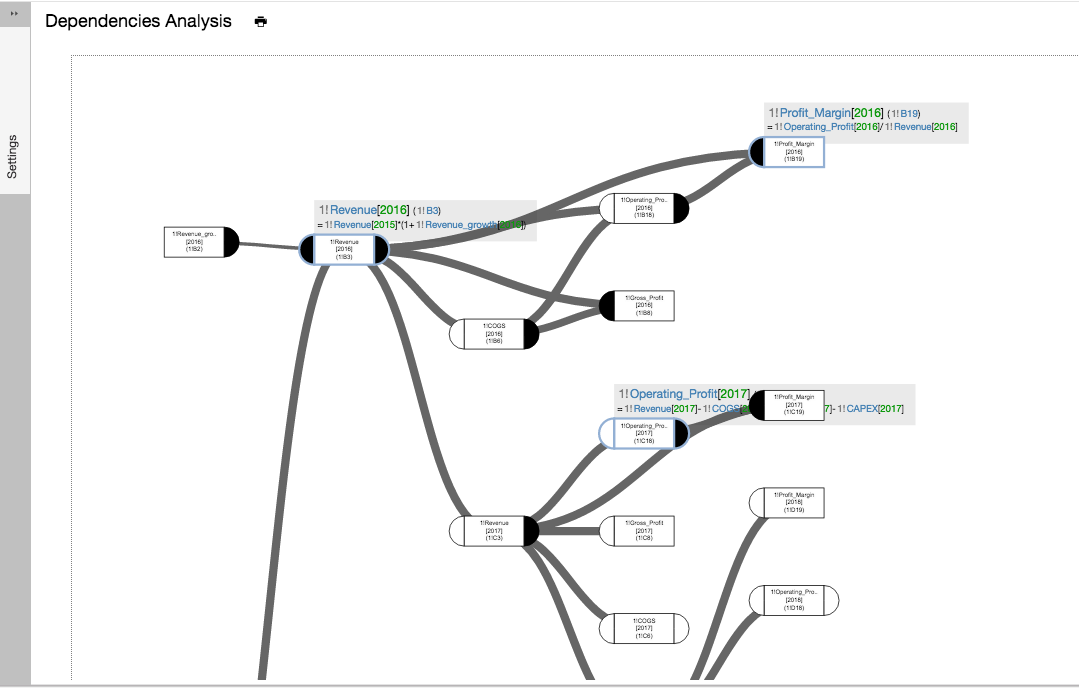 Dependencies Analysis
Settings
1!Profit_Margin[2016] (1!B19)
=1!Operating_Profit[2016]/1!Revenue[2016]
1!Profit_Margin
[2016]
(1!B19)
1!Revenue[2016] (1!B3)
=1!Revenue[2015]*(1+1!Revenue_growth[
1!Operating_Pro..
[2016]
(1!B18)
1!Revenue_gro..
[2016]
(1!B2)
1!Revenue
[2016]
(1!B3)
1!Gross_Profit
[2016]
(1!B8)
1!COGS
[2016]
(1!B6)
1!Operating_Profit[2017]
=1!Revenue[2017]-1!COGS[ 7]-1!CAPEX[2017]
1!Profit_Margin
[2017]
(1!C19)
1!Operating_Pro..
[2017]
(1!C18)
1!Profit_Margin
[2018]
(1!D19)
1!Revenue
[2017]
(1!C3)
1!Gross_Profit
[2017]
(1!C8)
1!Operating_Pro..
[2018]
(1!D18)
1!COGS
[2017]
(1!C6)